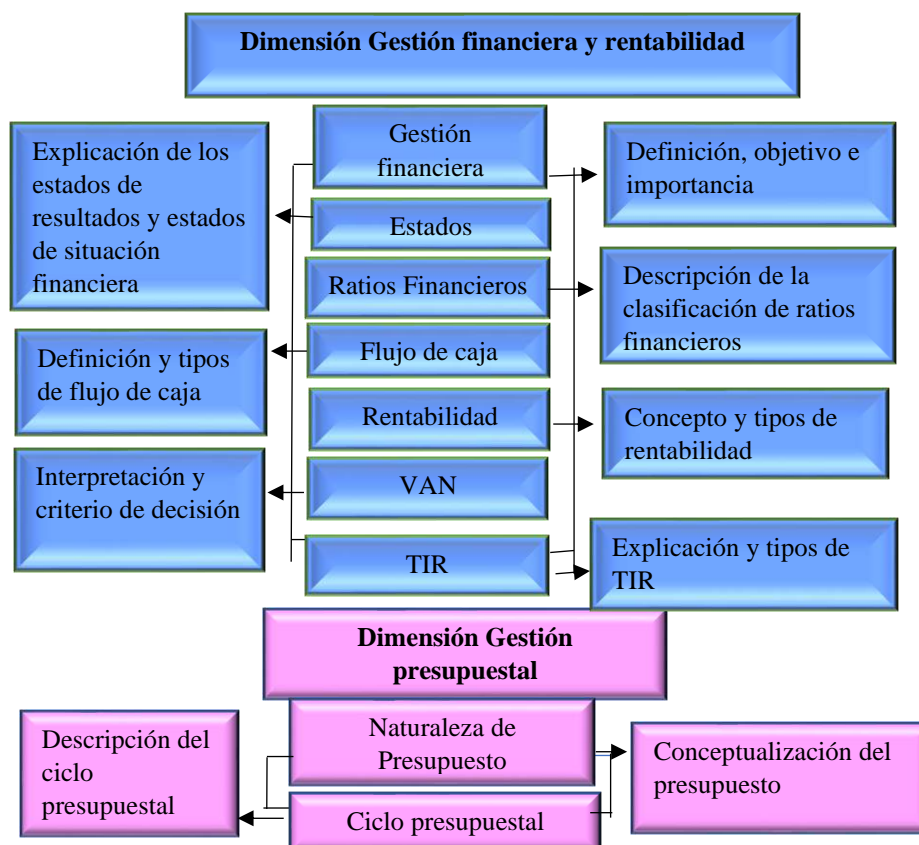 Dimensión Gestión financiera y rentabilidad
Gestión
financiera
Explicación de los
estados de
resultados y estados
de situación
financiera
Definición, objetivo e
importancia
Estados
Ratios Financieros
Descripción de la
clasificación de ratios
financieros
Definición y tipos
de flujo de caja
Flujo de caja
Rentabilidad
Concepto y tipos de
rentabilidad
Interpretación y
criterio de decisión
VAN
TIR
Explicación y tipos de
TIR
Dimensión Gestión
presupuestal
Naturaleza de
Presupuesto
Descripción del
ciclo
presupuestal
Conceptualización del
presupuesto
Ciclo presupuestal